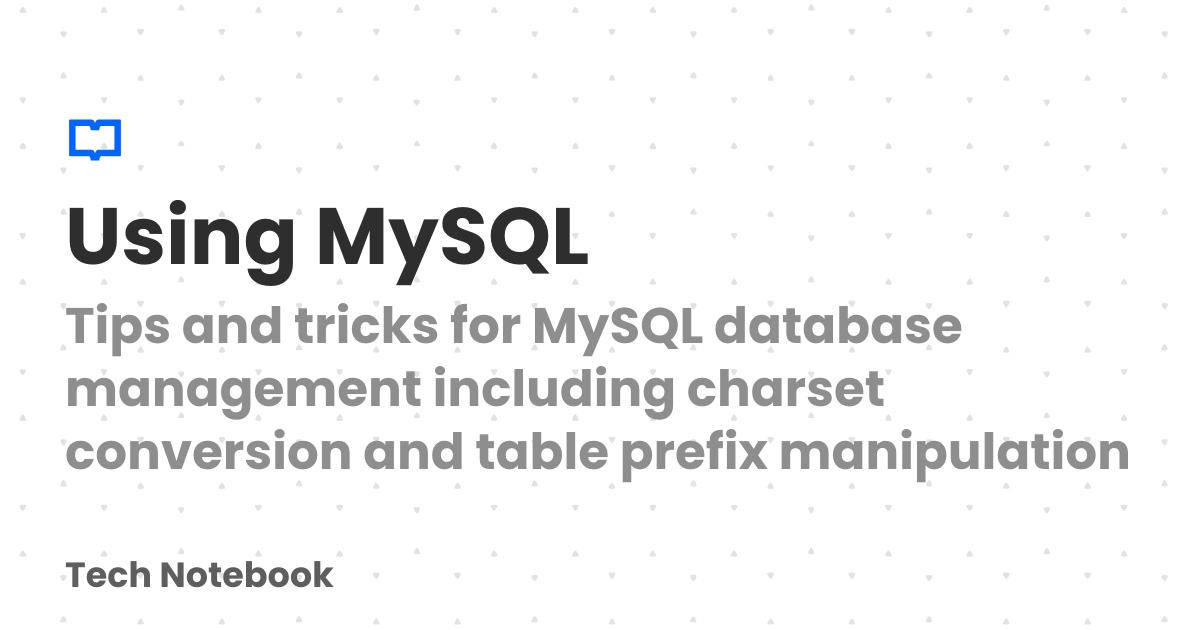 Using MySQL
Tips and tricks for MySQL database
management including charset
conversion and table prefix manipulation
Tech Notebook